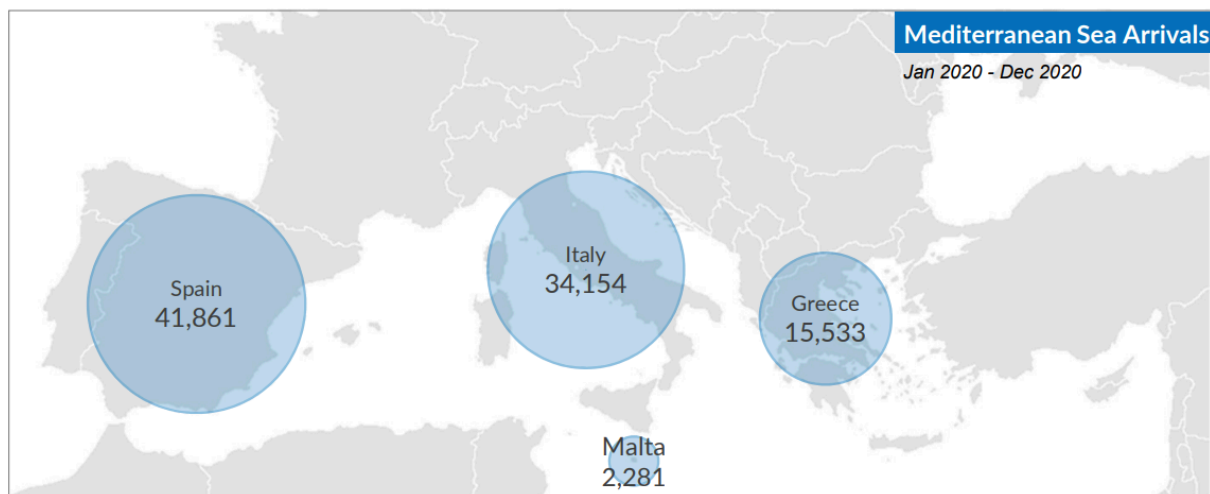 Mediterranean Sea Arrivals
Jan 2020 - Dec 2020
Spain
41,861
Italy
34,154
Greece
15,533
Malta
2,281